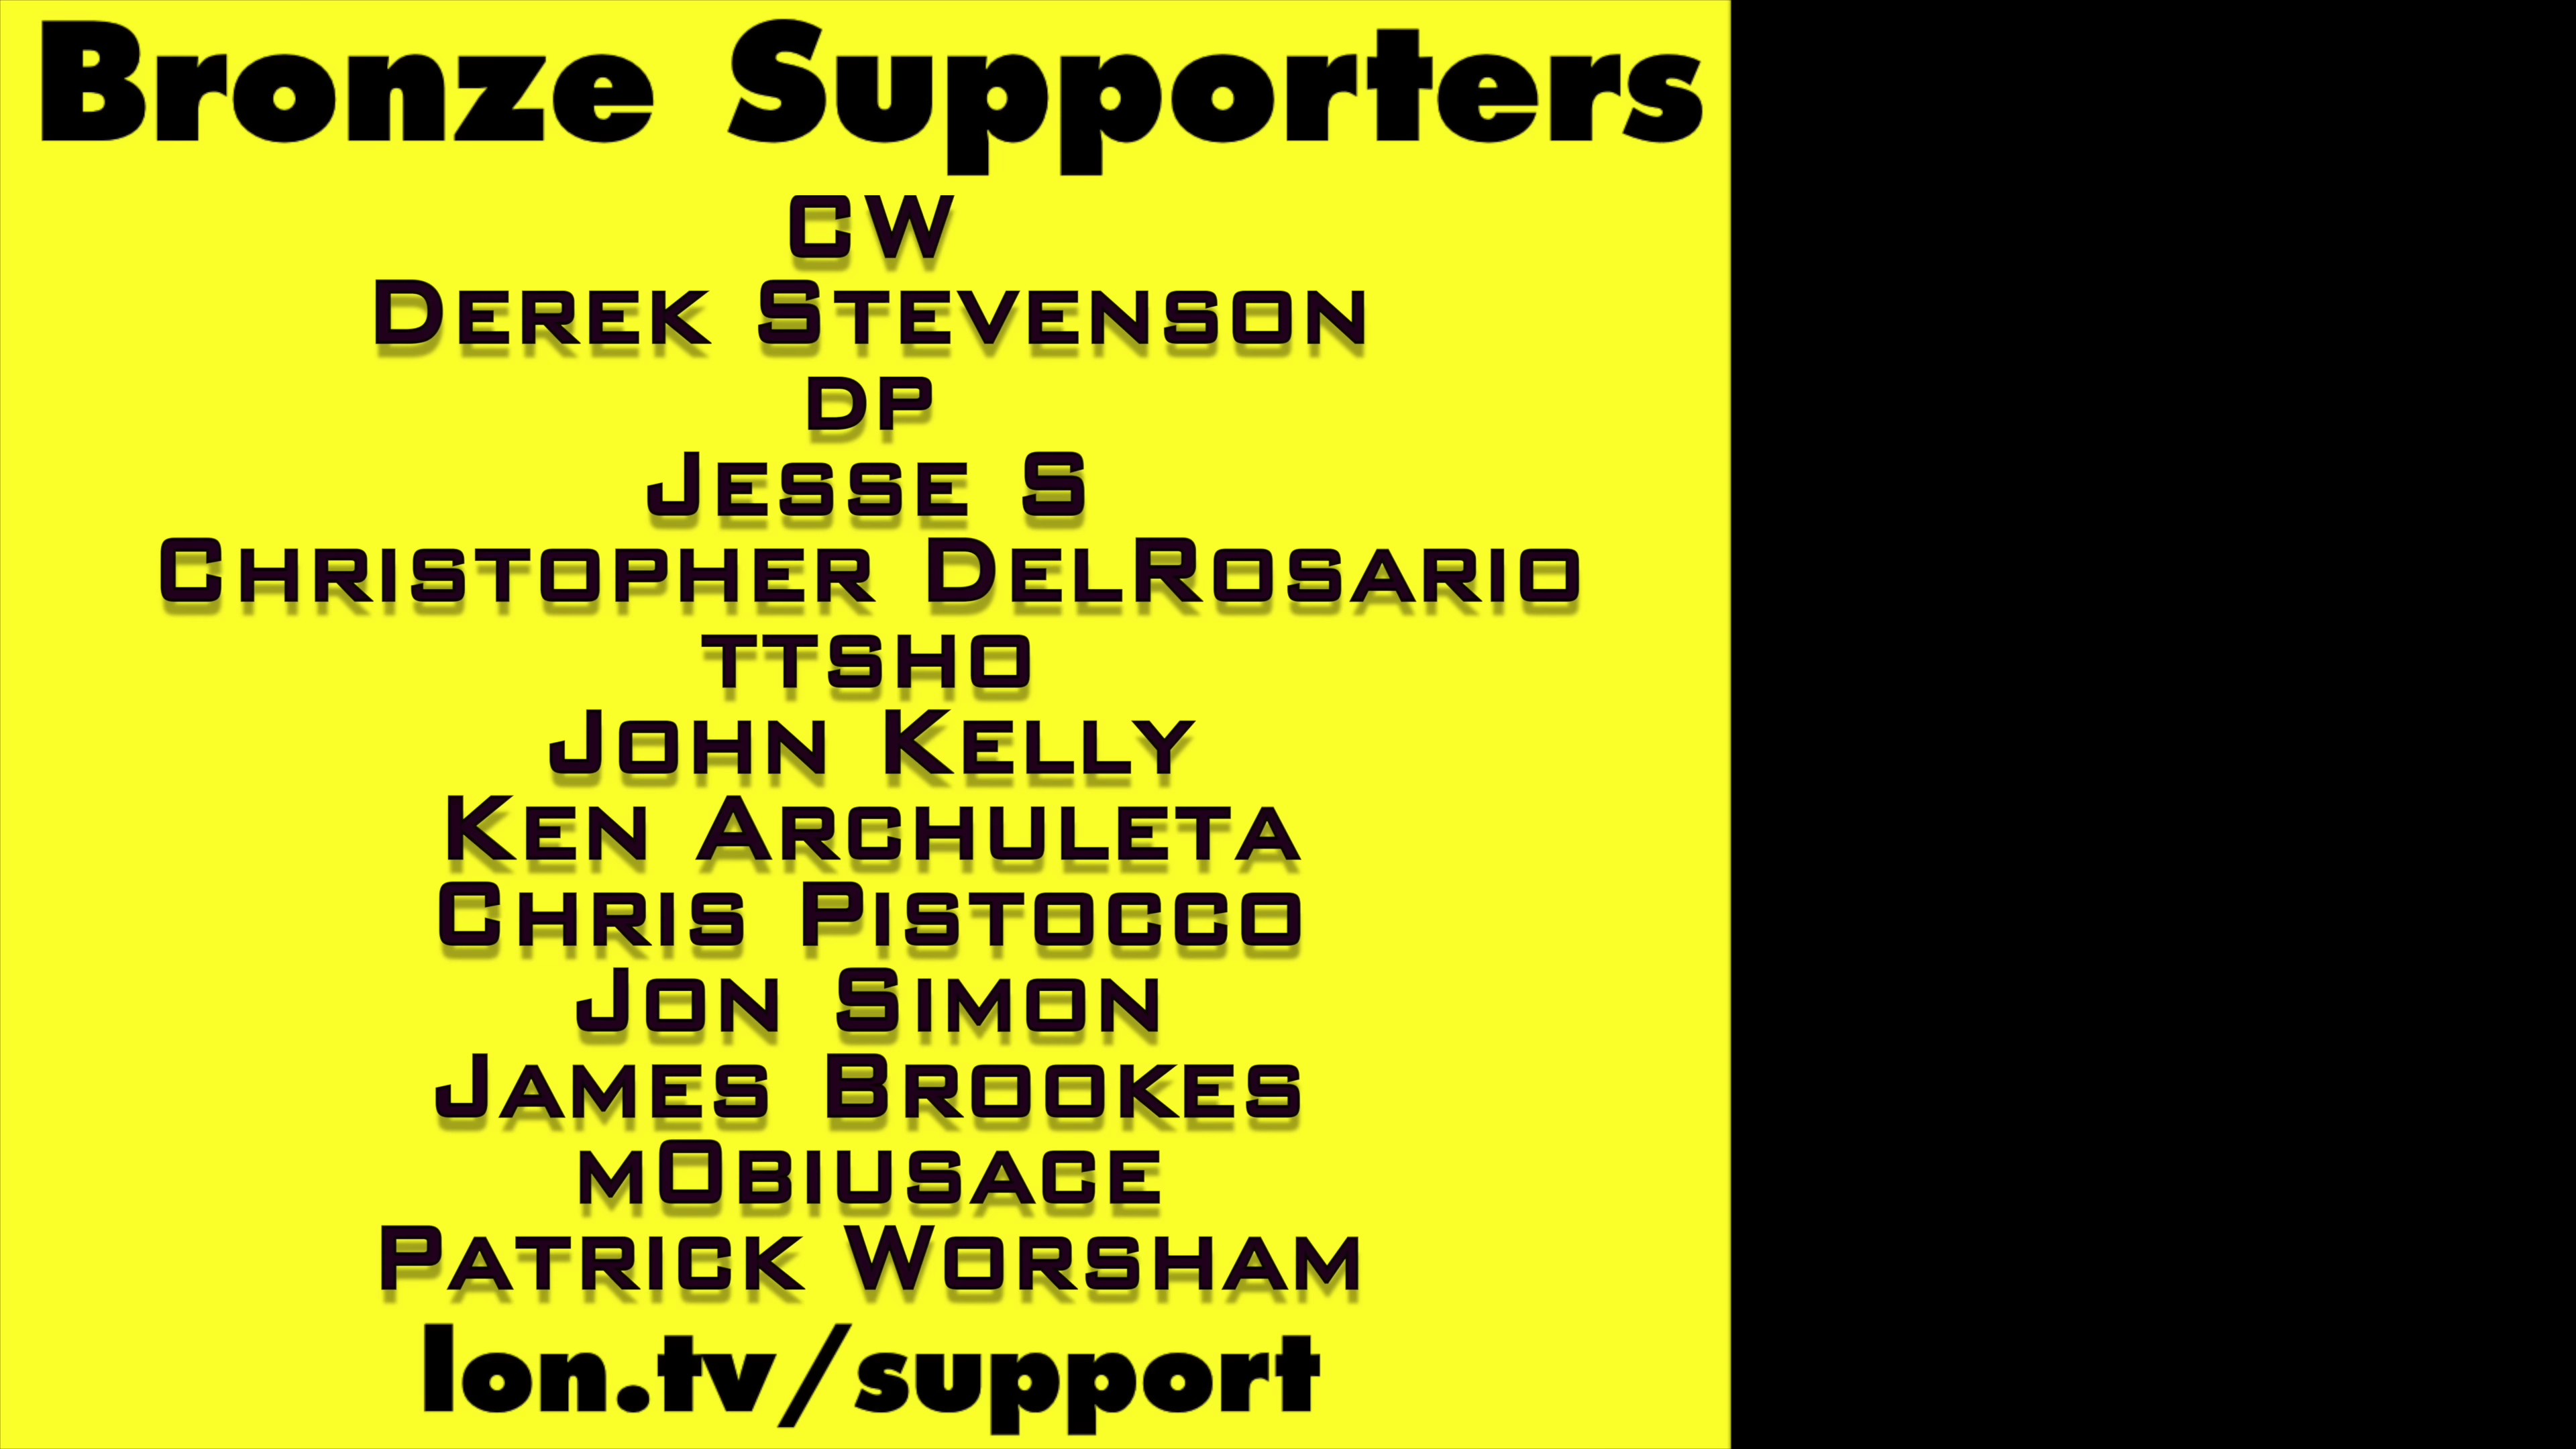 Bronze Supporters
CW
Derek Stevenson
dp
Jesse S
Christopher DelRosario
ttsho
John Kelly
Ken Archuleta
Chris Pistocco
Jon Simon
James Brookes
m0biusace
Patrick Worsham
lon.tv/support